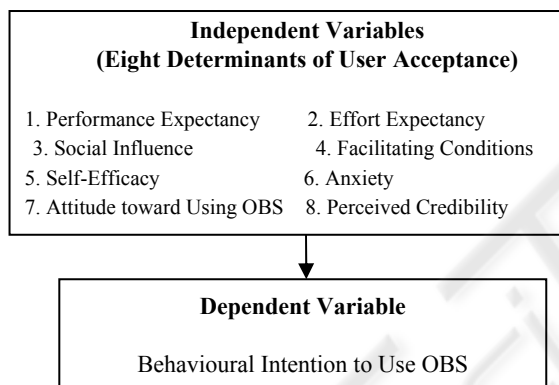 Independent Variables
(Eight Determinants of User Acceptance)
1. Performance Expectancy 2. Effort Expectancy
3. Social Influence 4. Facilitating Conditions
5. Self-Efficacy 6. Anxiety
7. Attitude toward Using OBS 8. Perceived Credibility
Dependent Variable
Behavioural Intention to Use OBS